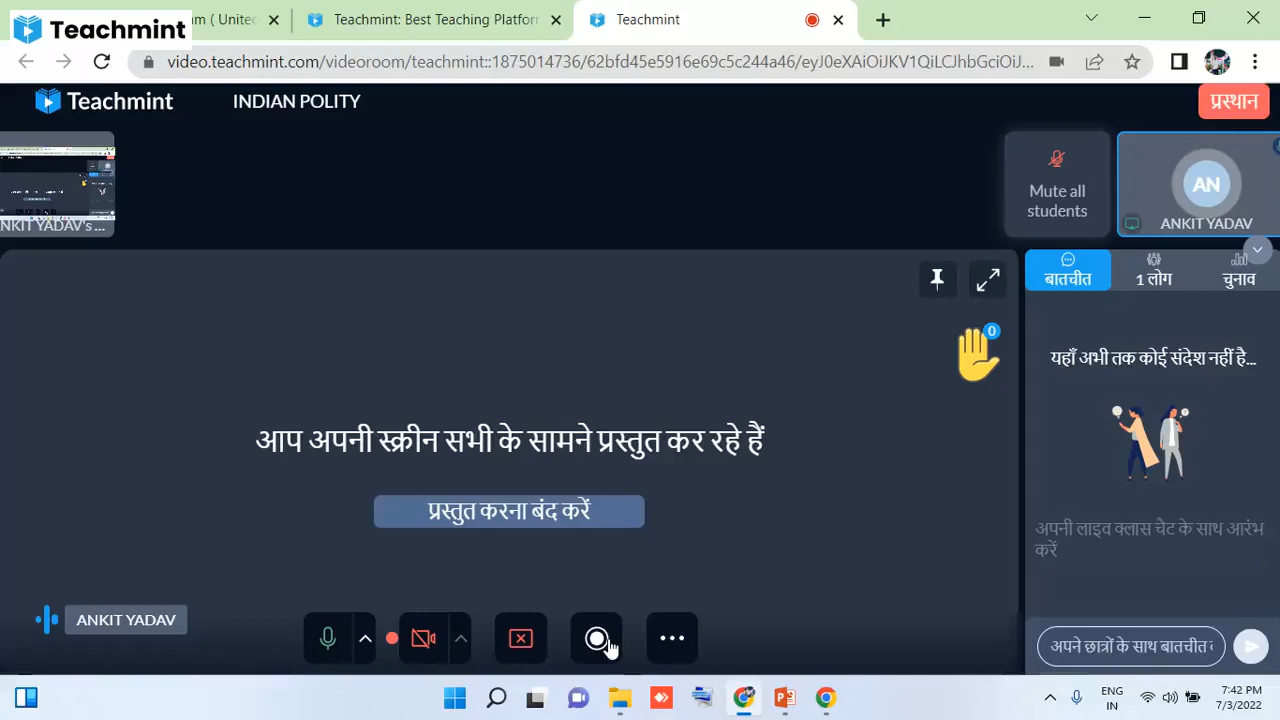 Teachmint
m ( Unite
Teachmint: Best Teaching Platfor
Teachmint
video.teachmint.com/videoroom/teachmint::1875014736/62bfd45e5916e69c5c244a46/eyJ0eXAiOiJKV1QiLCJhbGciOiJ...
Teachmint
INDIAN POLITY
प्रस्थान
NKIT YADAV's ...
Mute all
students
AN
ANKIT YADAV
बातचीत
1 लोग
चुनाव
0
यहाँ अभी तक कोई संदेश नहीं है...
आप अपनी स्क्रीन सभी के सामने प्रस्तुत कर रहे हैं
प्रस्तुत करना बंद करें
अपनी लाइव क्लास चैट के साथ आरंभ
करें
ANKIT YADAV
अपने छात्रों के साथ बातचीत
ENG
IN
7:42 PM
7/3/2022